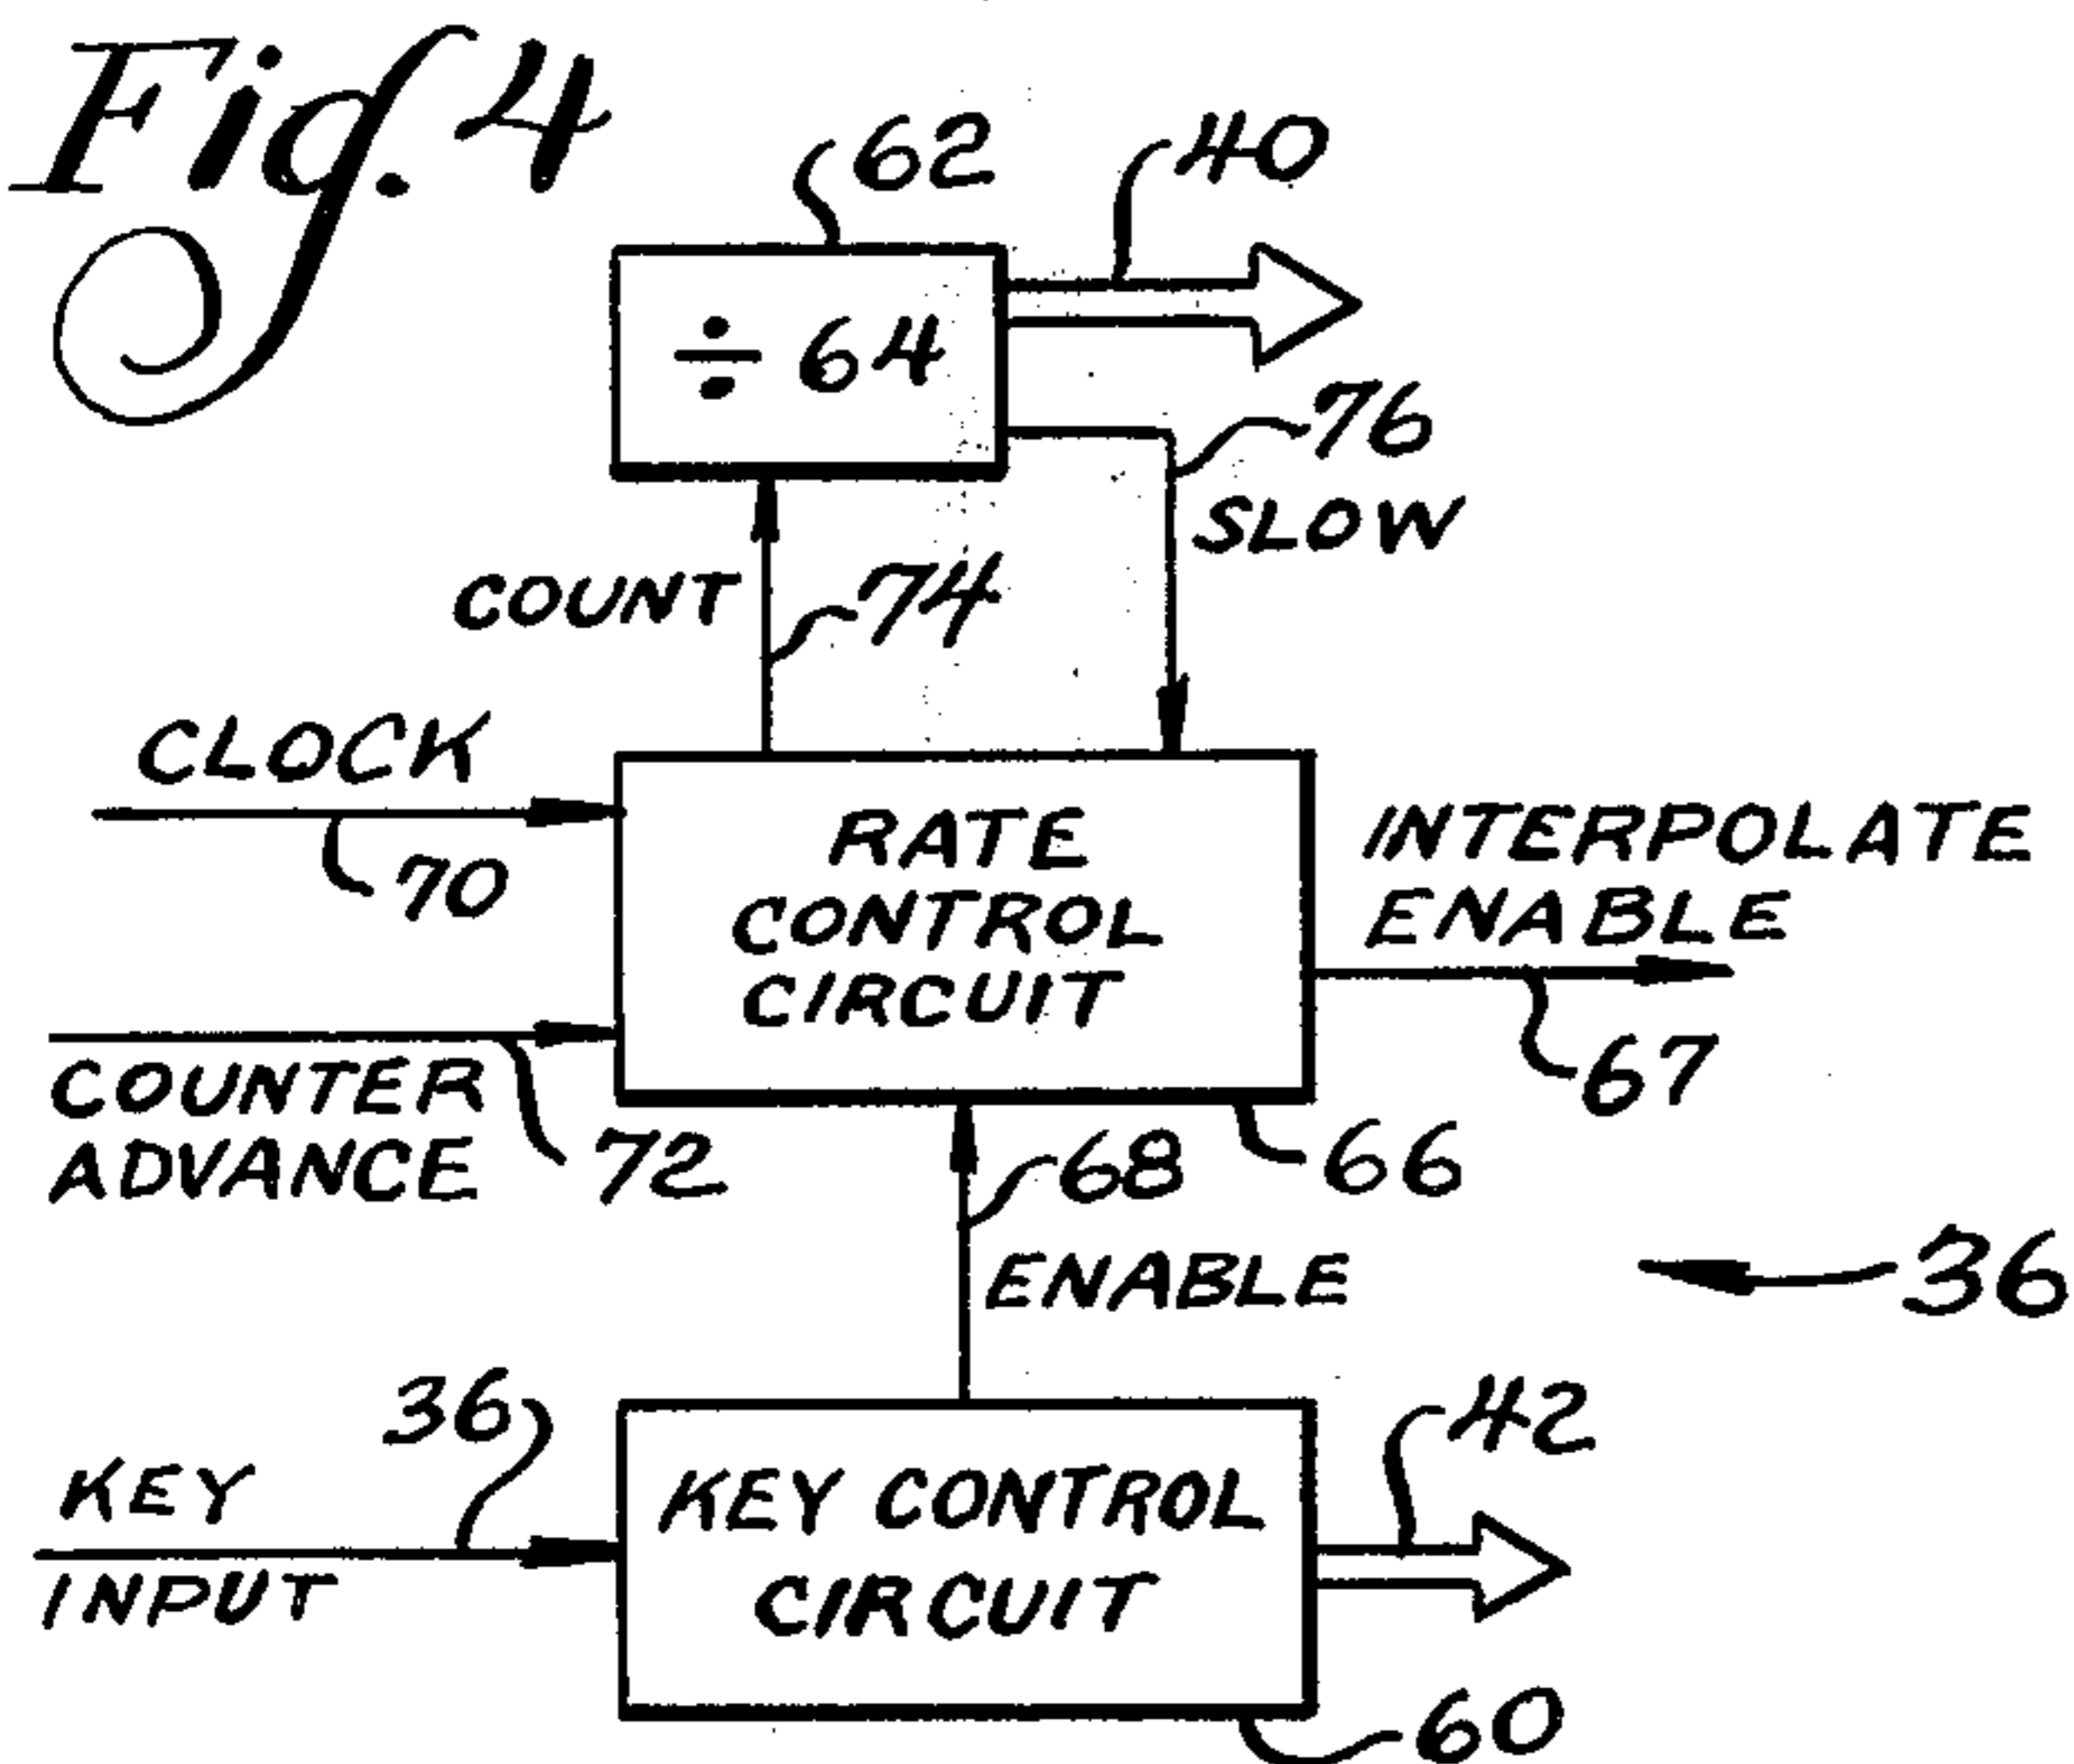 Fig. 4
62
40
÷ 64
76
SLOW
COUNT
74
CLOCK
70
RATE
CONTROL
CIRCUIT
INTERPOLATE
ENABLE
67
COUNTER
ADVANCE
72
68
66
ENABLE
36
36
KEY
INPUT
KEY CONTROL
CIRCUIT
42
60